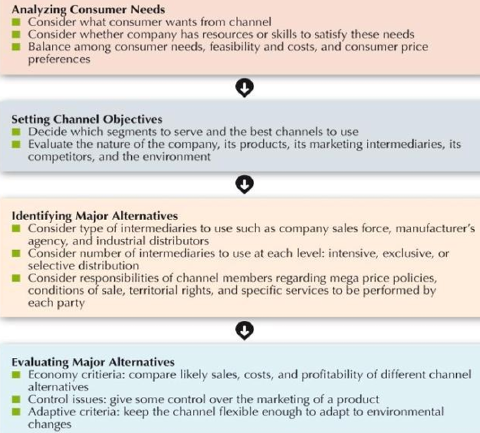 Analyzing Consumer Needs
Consider what consumer wants from channel
Consider whether company has resources or skills to satisfy these needs
Balance among consumer needs, feasibility and costs, and consumer price
preferences
Setting Channel Objectives
Decide which segments to serve and the best channels to use
Evaluate the nature of the company, its products, its marketing intermediaries, its
competitors, and the environment
Identifying Major Alternatives
Consider type of intermediaries to use such as company sales force, manufacturer's
agency, and industrial distributors
Consider number of intermediaries to use at each level: intensive, exclusive, or
selective distribution
Consider responsibilities of channel members regarding mega price policies,
conditions of sale, territorial rights, and specific services to be performed by
each party
Evaluating Major Alternatives
Economy critieria: compare likely sales, costs, and profitability of different channel
alternatives
Control issues: give some control over the marketing of a product
Adaptive criteria: keep the channel flexible enough to adapt to environmental
changes